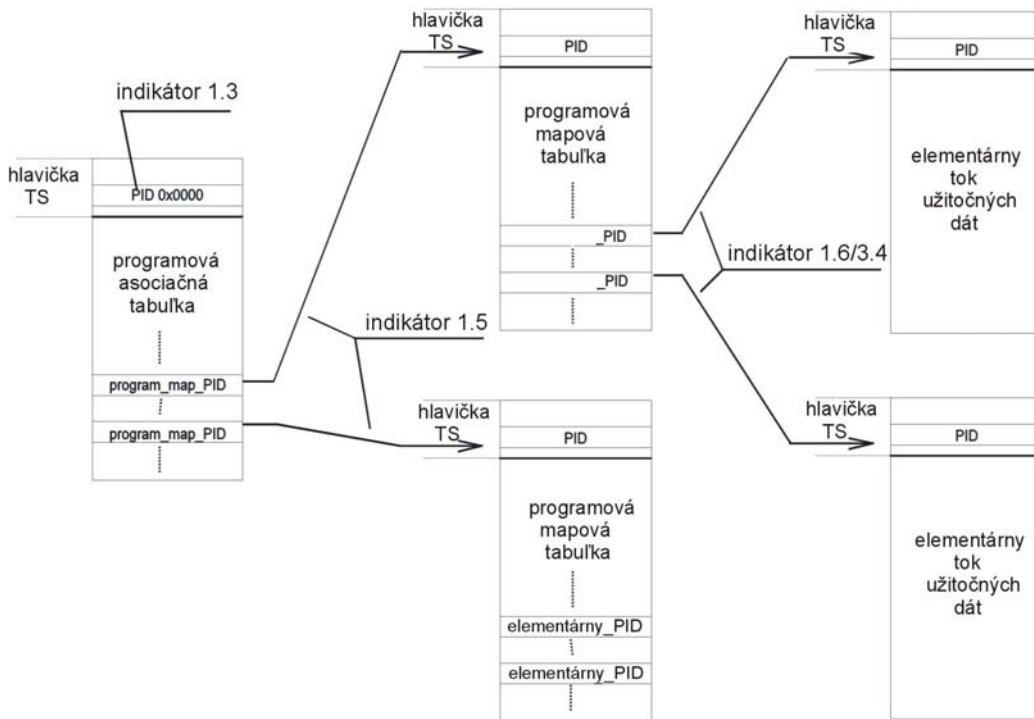 indikátor 1.3
hlavička
TS
PID 0x0000
programová
asociačná
tabuľka
program_map_PID
program_map_PID
indikátor 1.5
hlavička
TS
PID
programová
mapová
tabuľka
_PID
_PID
indikátor 1.6/3.4
hlavička
TS
PID
programová
mapová
tabuľka
elementárny_PID
elementárny_PID
hlavička
TS
PID
elementárny
tok
užitočných
dát
hlavička
TS
PID
elementárny
tok
užitočných
dát